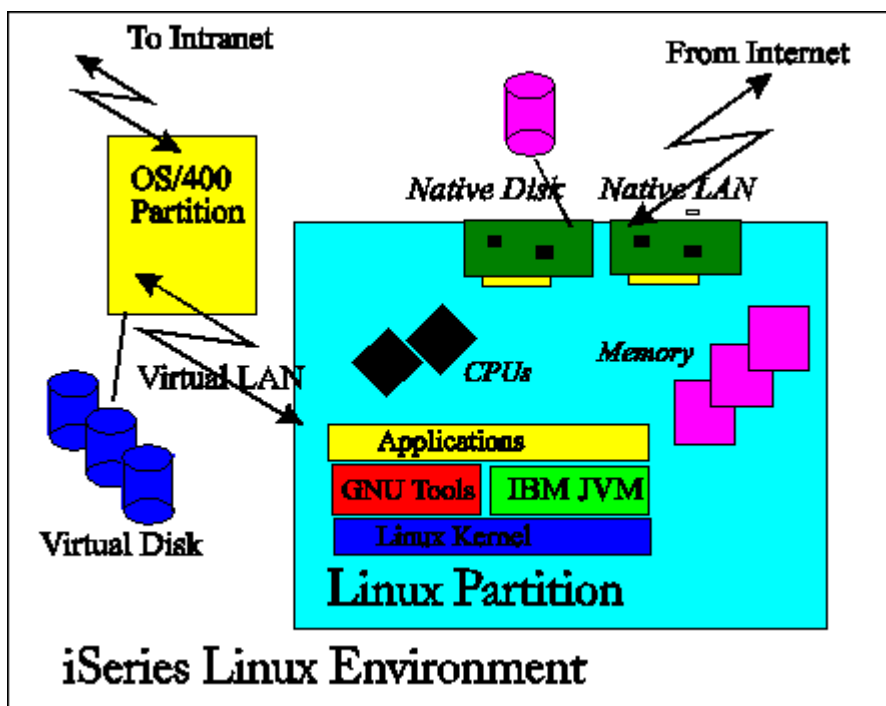 To Intranet
From Internet
OS/400
Partition
Native Disk
Native LAN
Virtual LAN
CPUs
Memory
Applications
GNU Tools
IBM JVM
Linux Kernel
Virtual Disk
Linux Partition
iSeries Linux Environment